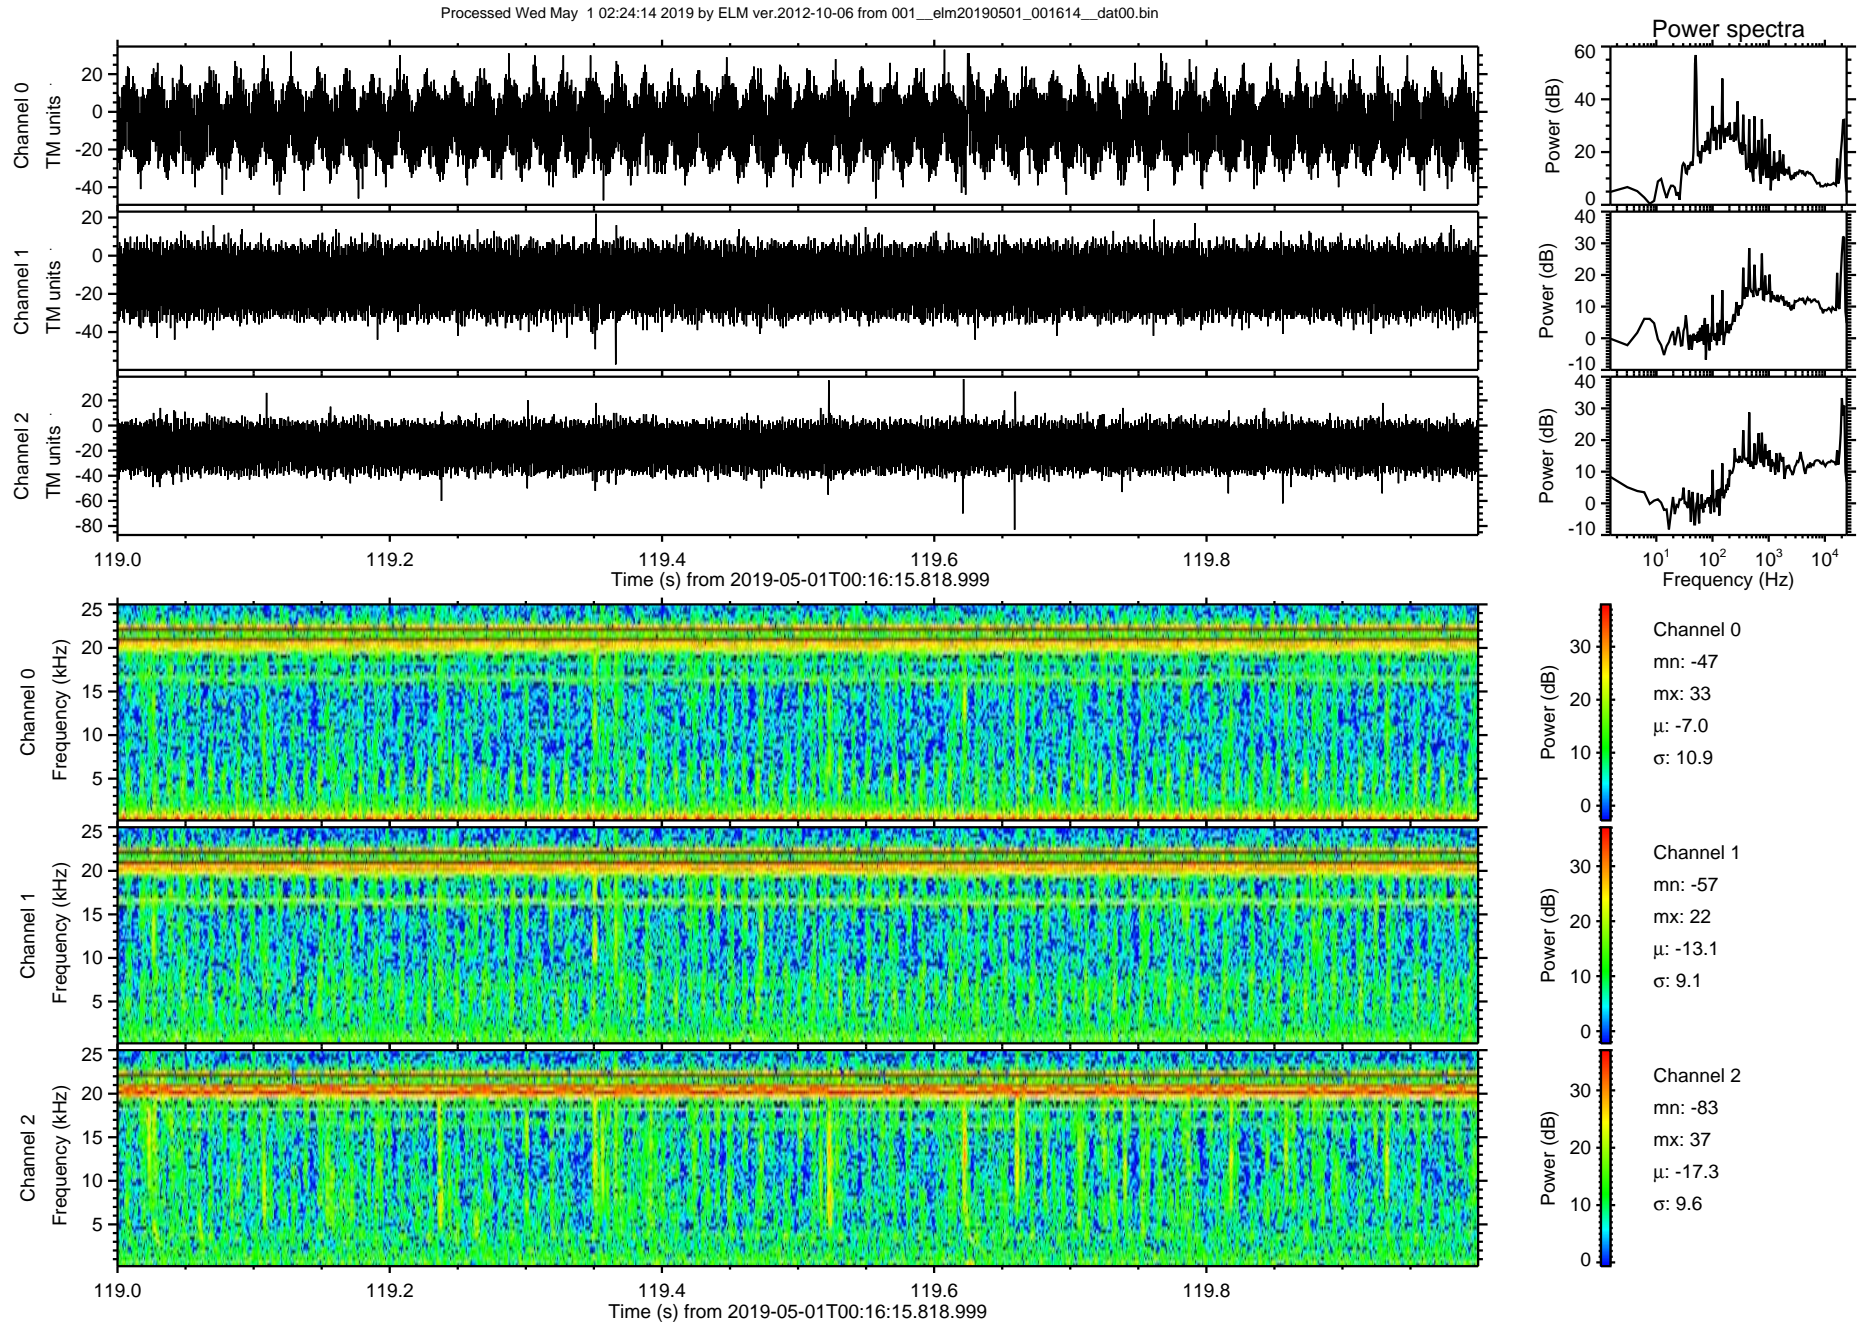 Processed Wed May  1 02:24:14 2019 by ELM ver.2012-10-06 from 001__elm20190501_001614__dat00.bin
Power spectra
Channel 0
TM units
20
0
-20
-40
Power (dB)
60
40
20
0
Channel 1
TM units
20
0
-20
-40
Power (dB)
40
30
20
10
0
-10
Channel 2
TM units
20
0
-20
-40
-60
-80
Power (dB)
40
30
20
10
0
-10
119.0 119.2 119.4 119.6 119.8
Time (s) from 2019-05-01T00:16:15.818.999
10¹ 10² 10³ 10⁴
Frequency (Hz)
Channel 0
Frequency (kHz)
25
20
15
10
5
Power (dB)
30
20
10
0
Channel 0
mn: -47
mx: 33
μ: -7.0
σ: 10.9
Channel 1
Frequency (kHz)
25
20
15
10
5
Power (dB)
30
20
10
0
Channel 1
mn: -57
mx: 22
μ: -13.1
σ: 9.1
Channel 2
Frequency (kHz)
25
20
15
10
5
Power (dB)
30
20
10
0
Channel 2
mn: -83
mx: 37
μ: -17.3
σ: 9.6
119.0 119.2 119.4 119.6 119.8
Time (s) from 2019-05-01T00:16:15.818.999